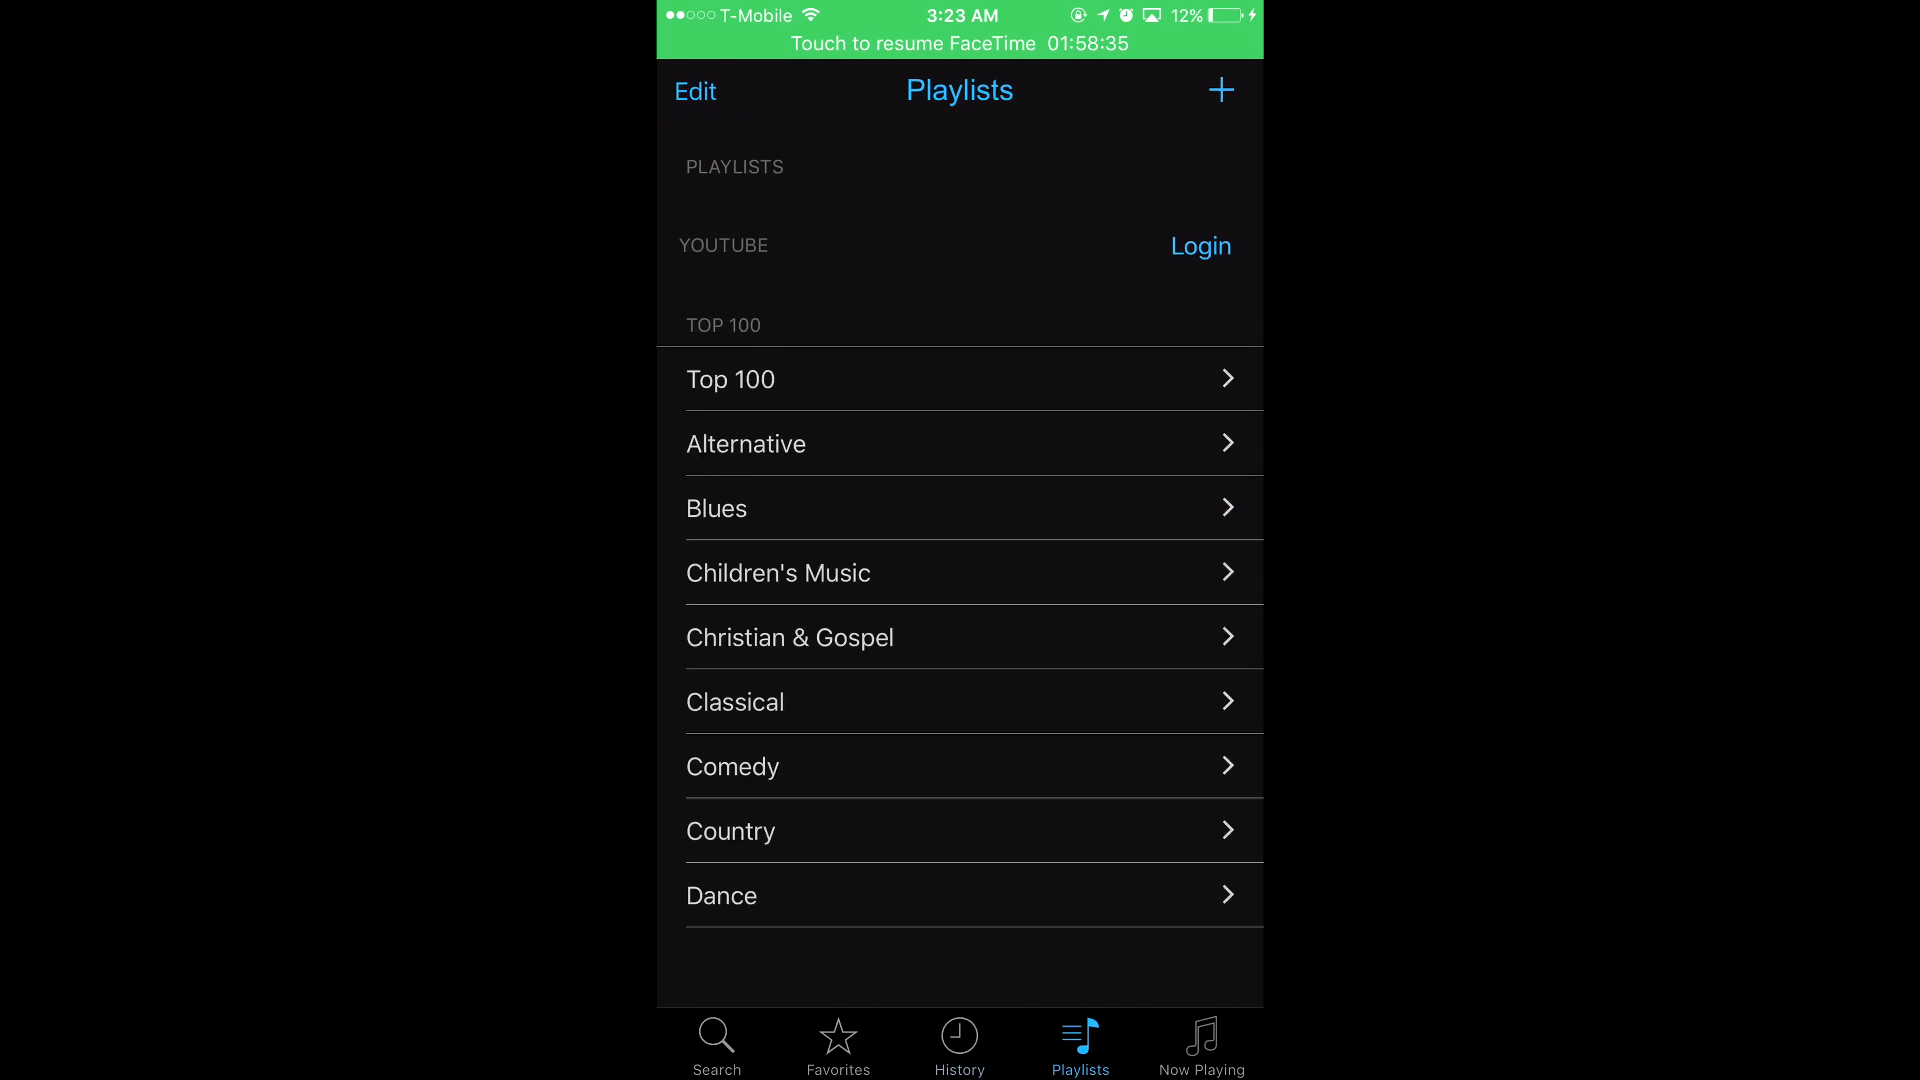 T-Mobile 3:23 AM 12%
Touch to resume FaceTime 01:58:35
Edit Playlists +
PLAYLISTS
YOUTUBE Login
TOP 100
Top 100
Alternative
Blues
Children's Music
Christian & Gospel
Classical
Comedy
Country
Dance
Search Favorites History Playlists Now Playing